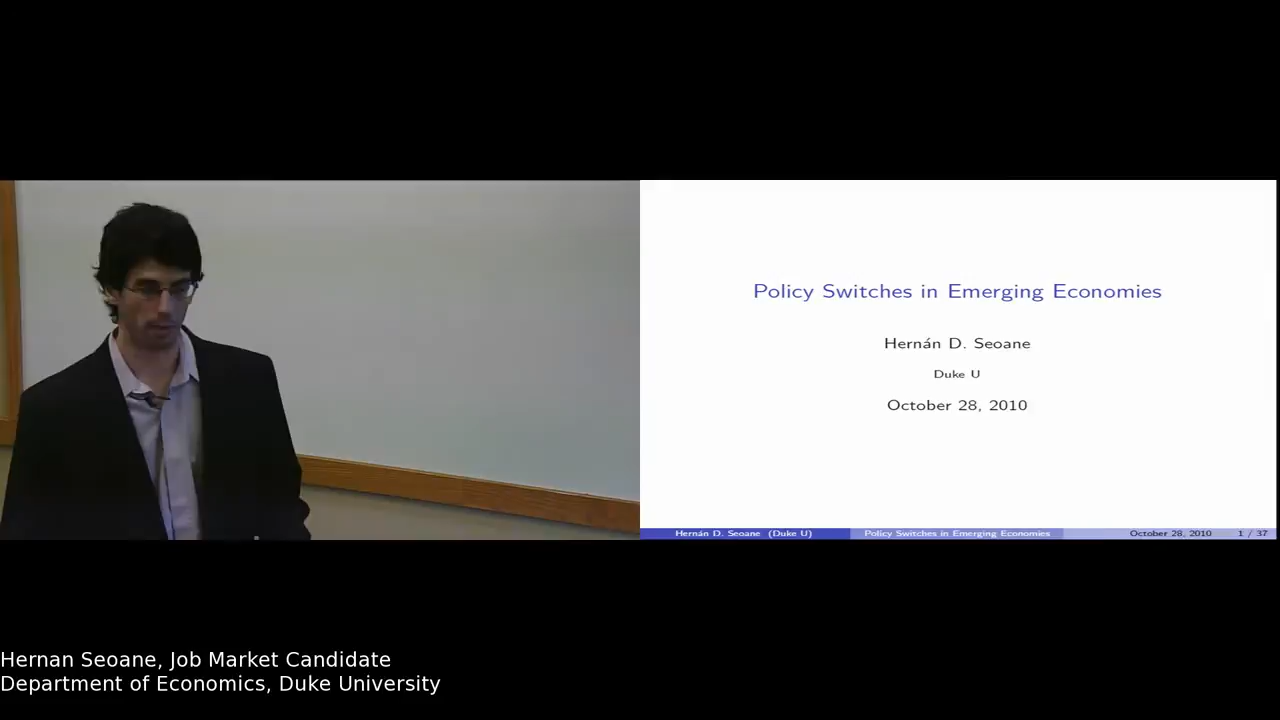 Policy Switches in Emerging Economies
Hernán D. Seoane
Duke U
October 28, 2010
Hernán D. Seoane (Duke U) Policy Switches in Emerging Economies October 28, 2010 1 / 37
Hernan Seoane, Job Market Candidate
Department of Economics, Duke University